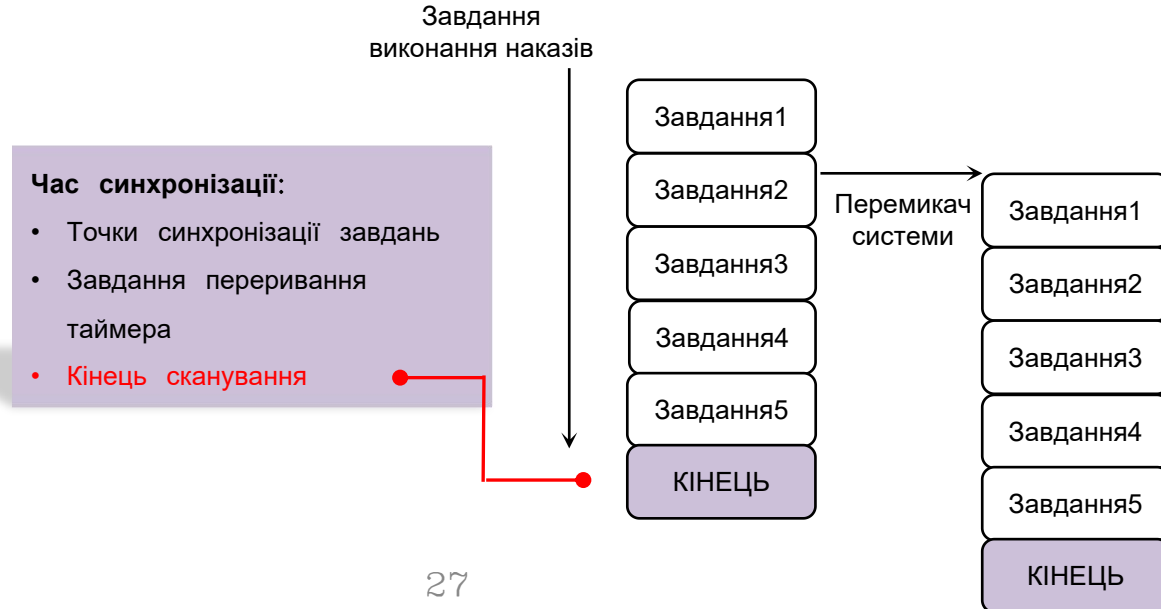 Завдання
виконання наказів
Час синхронізації:
• Точки синхронізації завдань
• Завдання переривання
таймера
• Кінець сканування
Завдання1
Завдання2
Завдання3
Завдання4
Завдання5
КІНЕЦЬ
Перемикач
системи
Завдання1
Завдання2
Завдання3
Завдання4
Завдання5
КІНЕЦЬ
27